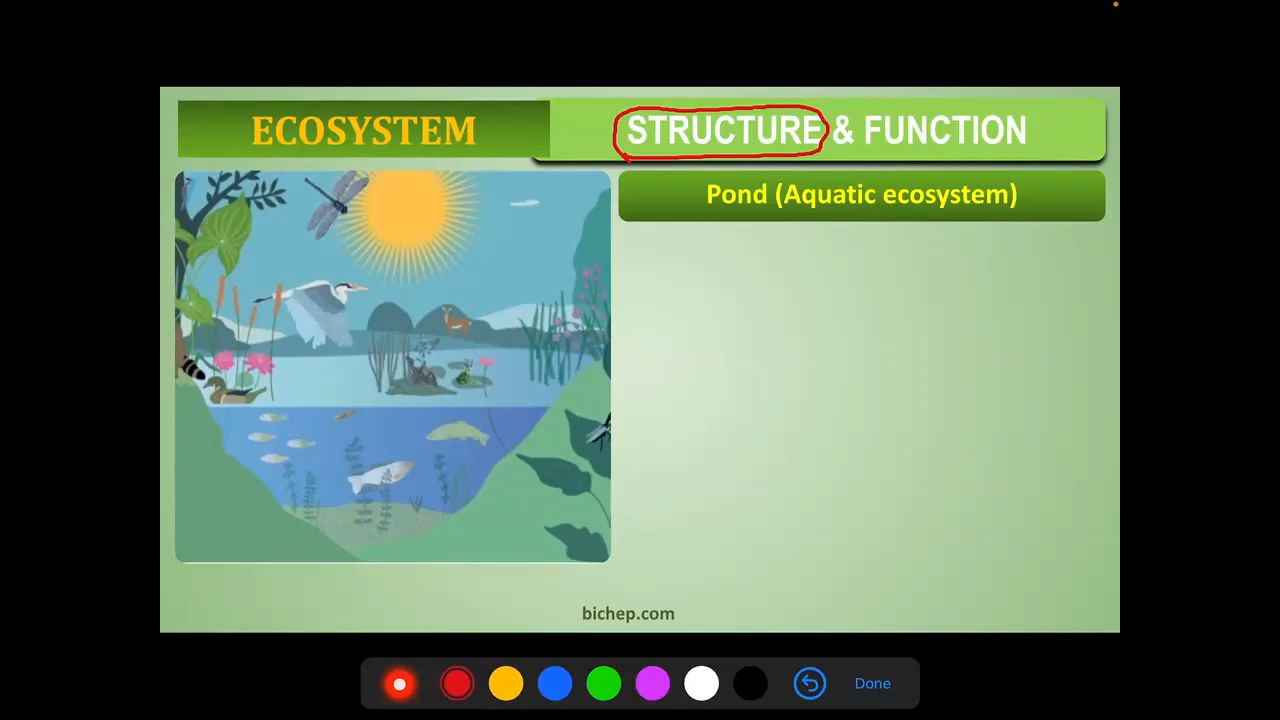 ECOSYSTEM
STRUCTURE & FUNCTION
Pond (Aquatic ecosystem)
bichep.com
Done